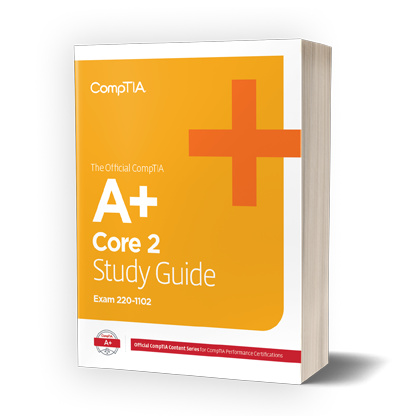 CompTIA.
The Official CompTIA
A+
Core 2
Study Guide
Exam 220-1102
CompTIA
A+
Official CompTIA Content Series for CompTIA Performance Certifications